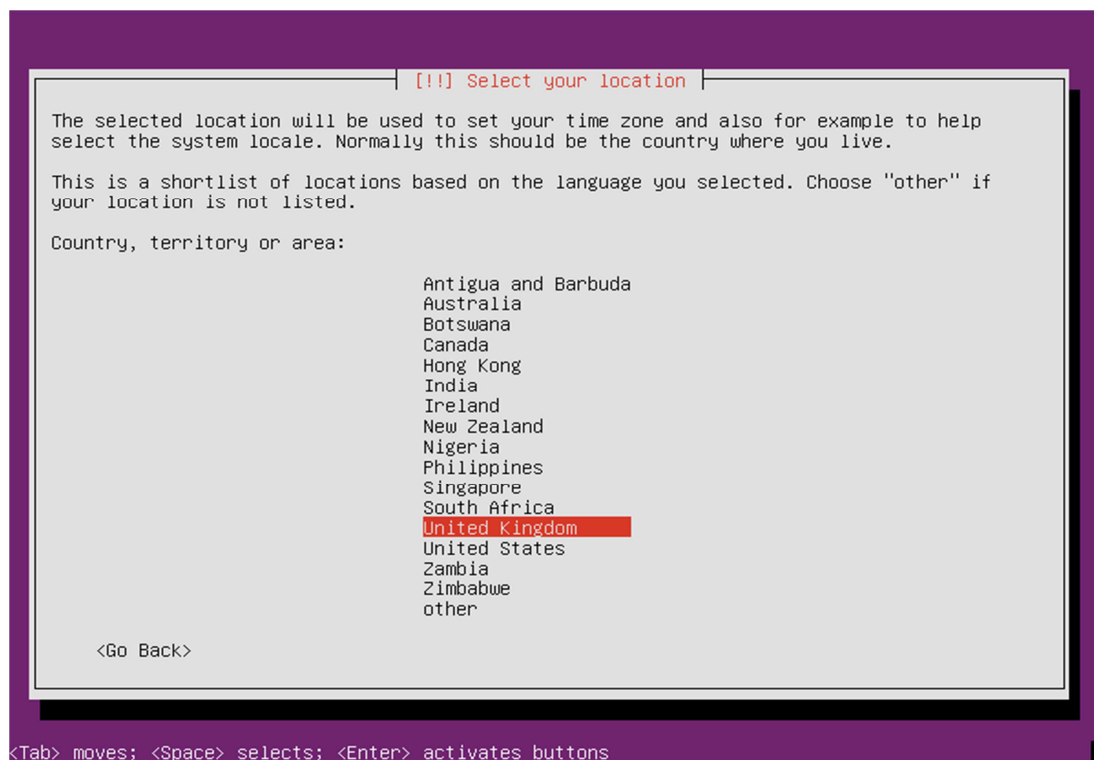 [!!] Select your location
The selected location will be used to set your time zone and also for example to help
select the system locale. Normally this should be the country where you live.
This is a shortlist of locations based on the language you selected. Choose "other" if
your location is not listed.
Country, territory or area:
Antigua and Barbuda
Australia
Botswana
Canada
Hong Kong
India
Ireland
New Zealand
Nigeria
Philippines
Singapore
South Africa
United Kingdom
United States
Zambia
Zimbabwe
other
<Go Back>
<Tab> moves; <Space> selects; <Enter> activates buttons